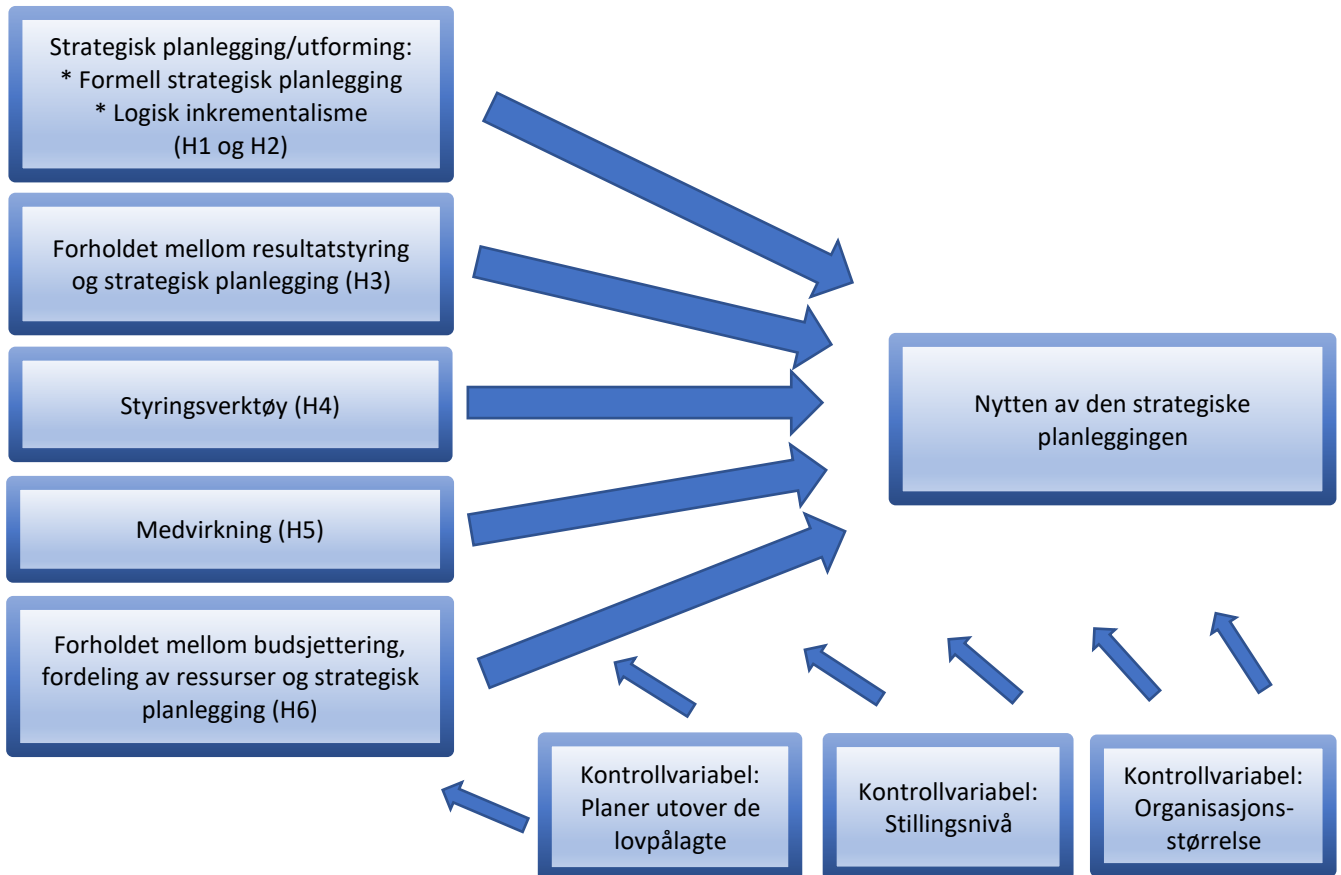 Strategisk planlegging/utforming:
* Formell strategisk planlegging
* Logisk inkrementalisme
(H1 og H2)
Forholdet mellom resultatstyring
og strategisk planlegging (H3)
Styringsverktøy (H4)
Medvirkning (H5)
Forholdet mellom budsjettering,
fordeling av ressurser og strategisk
planlegging (H6)
Nytten av den strategiske
planleggingen
Kontrollvariabel:
Planer utover de
lovpålagte
Kontrollvariabel:
Stillingsnivå
Kontrollvariabel:
Organisasjons-
størrelse